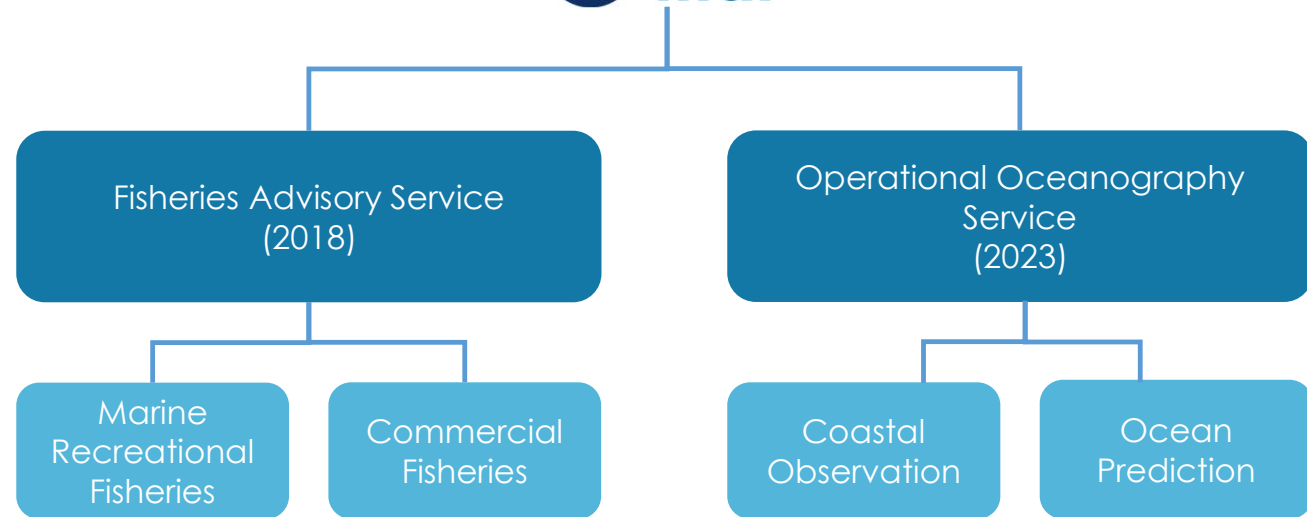 Fisheries Advisory Service
(2018)
Operational Oceanography
Service
(2023)
Marine
Recreational
Fisheries
Commercial
Fisheries
Coastal
Observation
Ocean
Prediction